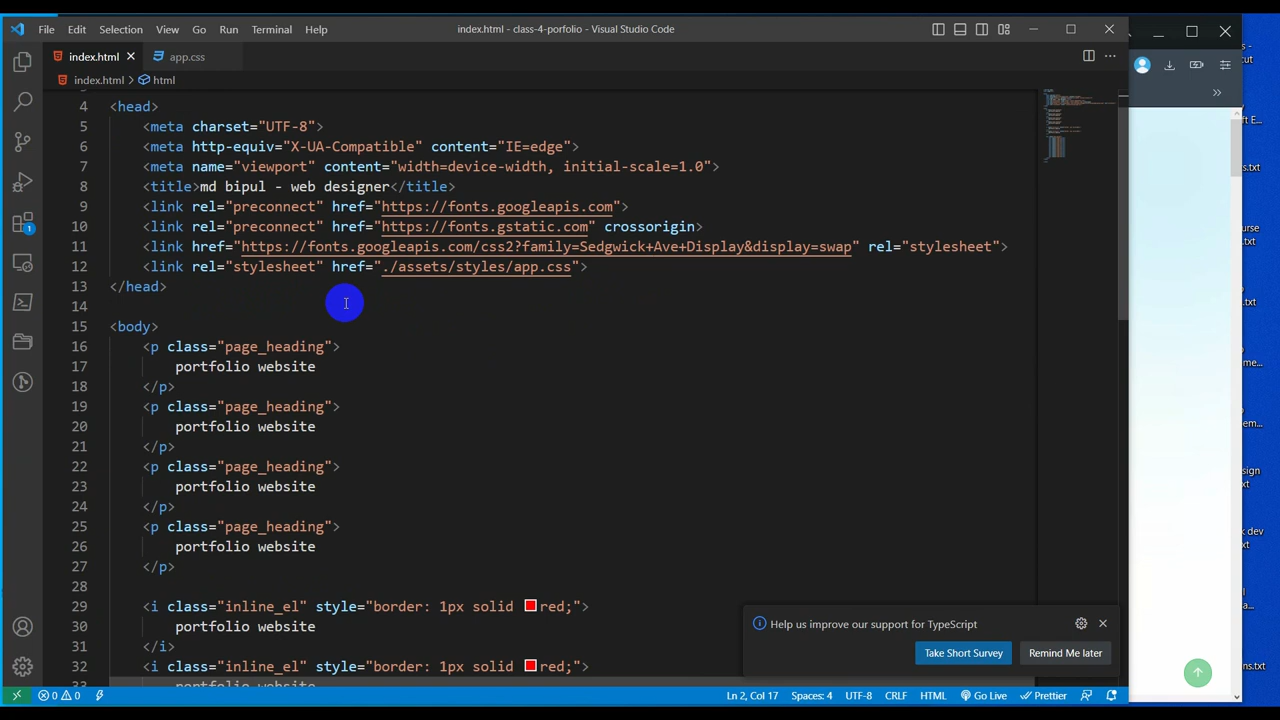 File Edit Selection View Go Run Terminal Help index.html - class-4-porfolio - Visual Studio Code
index.html app.css
index.html > html
4 <head>
5 <meta charset="UTF-8">
6 <meta http-equiv="X-UA-Compatible" content="IE=edge">
7 <meta name="viewport" content="width=device-width, initial-scale=1.0">
8 <title>md bipul - web designer</title>
9 <link rel="preconnect" href="https://fonts.googleapis.com">
10 <link rel="preconnect" href="https://fonts.gstatic.com" crossorigin>
11 <link href="https://fonts.googleapis.com/css2?family=Sedgwick+Ave+Display&display=swap" rel="stylesheet">
12 <link rel="stylesheet" href="./assets/styles/app.css">
13 </head>
14
15 <body>
16 <p class="page_heading">
17 portfolio website
18 </p>
19 <p class="page_heading">
20 portfolio website
21 </p>
22 <p class="page_heading">
23 portfolio website
24 </p>
25 <p class="page_heading">
26 portfolio website
27 </p>
28
29 <i class="inline_el" style="border: 1px solid red;">
30 portfolio website
31 </i>
32 <i class="inline_el" style="border: 1px solid red;">
Help us improve our support for TypeScript
Take Short Survey Remind Me later
1
0 0 Ln 2, Col 17 Spaces: 4 UTF-8 CRLF HTML Go Live Prettier